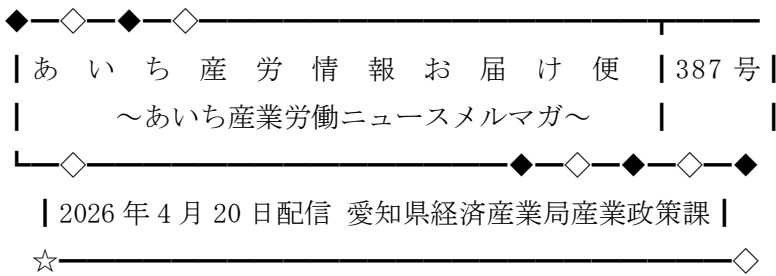 あいち産労情報お届け便 387号
～あいち産業労働ニュースメルマガ～
2026年4月20日配信 愛知県経済産業局産業政策課